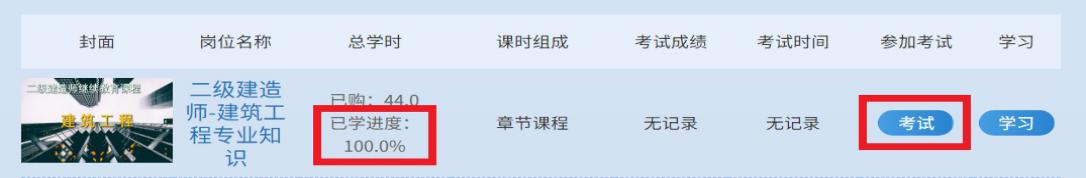 封面 岗位名称 总学时 课时组成 考试成绩 考试时间 参加考试 学习
二级建造师继续教育课程
建筑工程
二级建造
师-建筑工
程专业知
识
已购：44.0
已学进度：
100.0%
章节课程
无记录
无记录
考试
学习